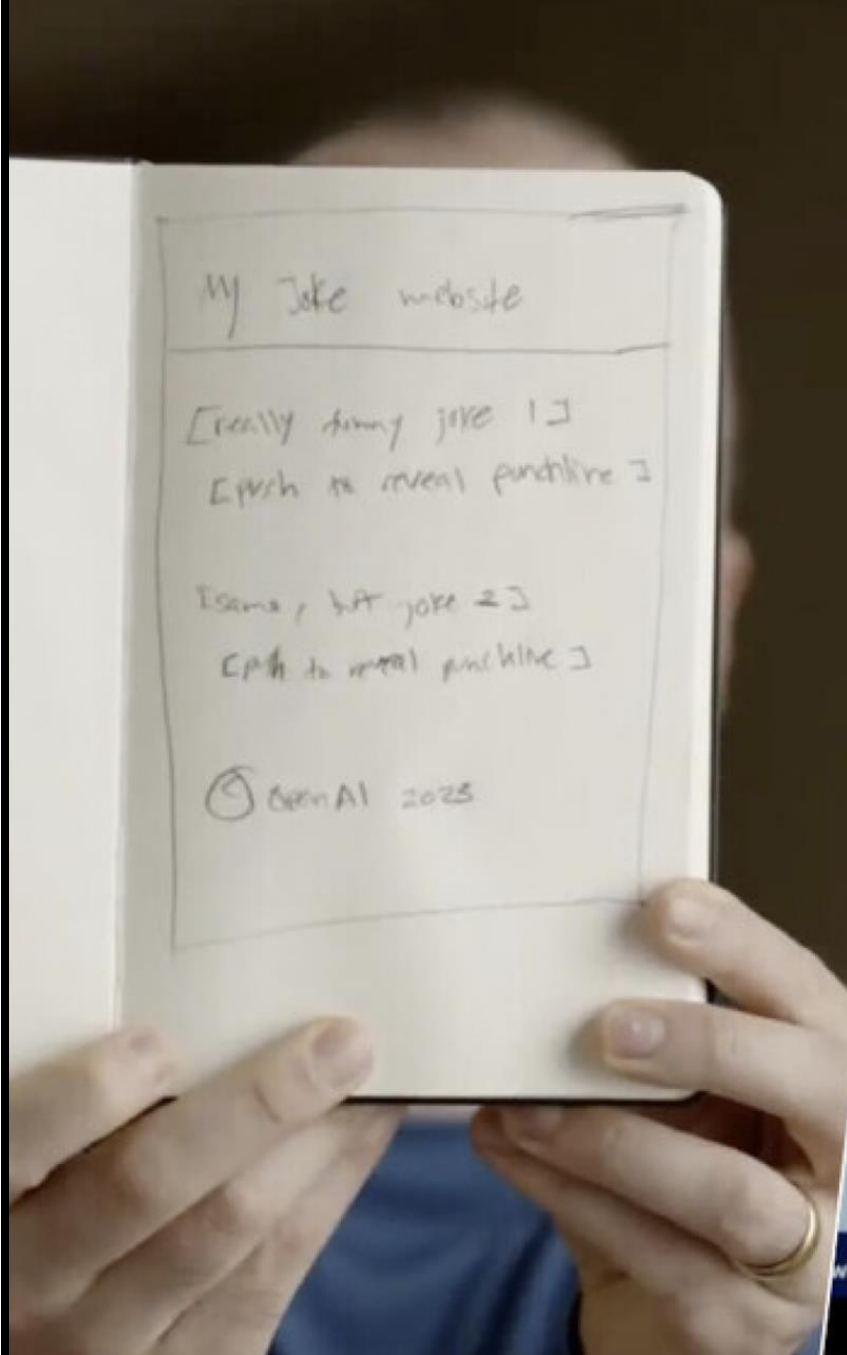 My Joke website
[really funny joke 1]
[push to reveal punchline]
[same, but joke 2]
[push to reveal punchline]
© OpenAI 2023